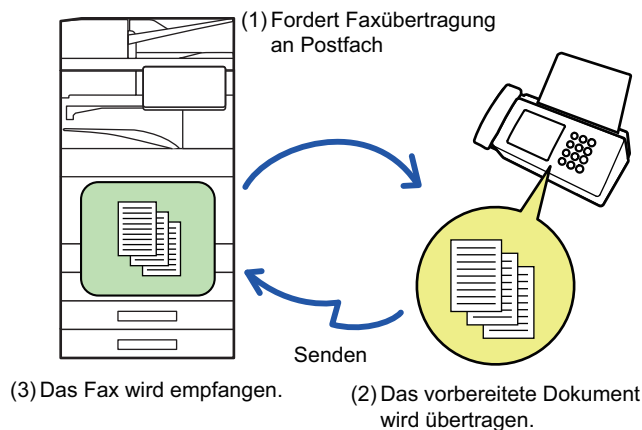 (1) Fordert Faxübertragung
an Postfach
Senden
(3) Das Fax wird empfangen.
(2) Das vorbereitete Dokument
wird übertragen.